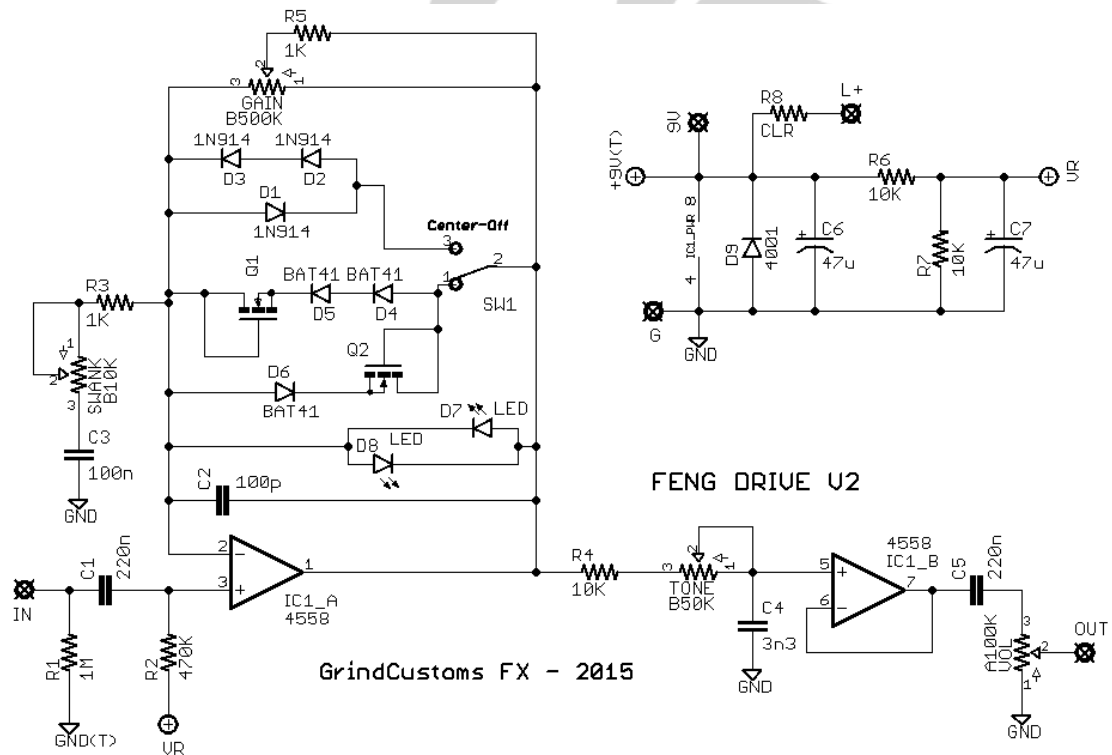 R5
1K
2
3
1
GAIN
B500K
1N914
1N914
D3
D2
D1
1N914
Center-Off
3
1
2
SW1
Q1
BAT41
BAT41
D5
D4
Q2
D6
BAT41
R3
1K
1
2
SWANK
B10K
3
C3
100n
GND
D7
LED
D8
LED
C2
100p
2
-
3
+
1
IC1_A
4558
C1
220n
IN
R1
1M
GND(T)
R2
470K
VR
GrindCustoms FX - 2015
R4
10K
2
3
1
TONE
B50K
C4
3n3
GND
4558
IC1_B
5
+
6
-
7
C5
220n
A100K
VOL
3
2
1
OUT
GND
FENG DRIVE V2
+9V(T)
9V
R8
CLR
L+
IC1_PWR
8
4
D9
4001
+
C6
47u
R6
10K
R7
10K
+
C7
47u
VR
G
GND